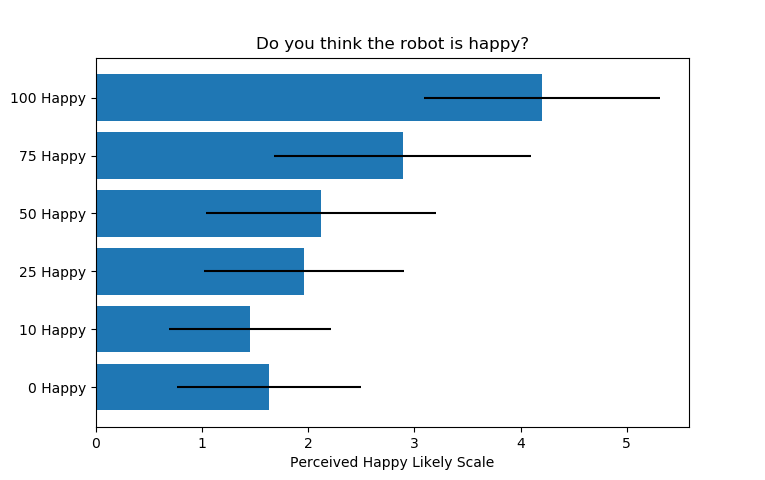 Do you think the robot is happy?
100 Happy
75 Happy
50 Happy
25 Happy
10 Happy
0 Happy
0 1 2 3 4 5
Perceived Happy Likely Scale